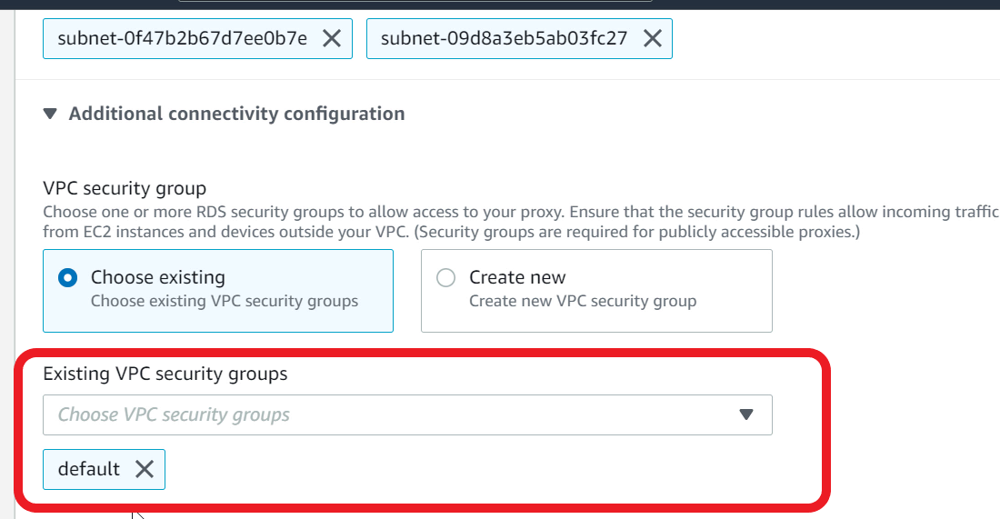 subnet-0f47b2b67d7ee0b7e
subnet-09d8a3eb5ab03fc27
Additional connectivity configuration
VPC security group
Choose one or more RDS security groups to allow access to your proxy. Ensure that the security group rules allow incoming traffic
from EC2 instances and devices outside your VPC. (Security groups are required for publicly accessible proxies.)
Choose existing
Choose existing VPC security groups
Create new
Create new VPC security group
Existing VPC security groups
Choose VPC security groups
default